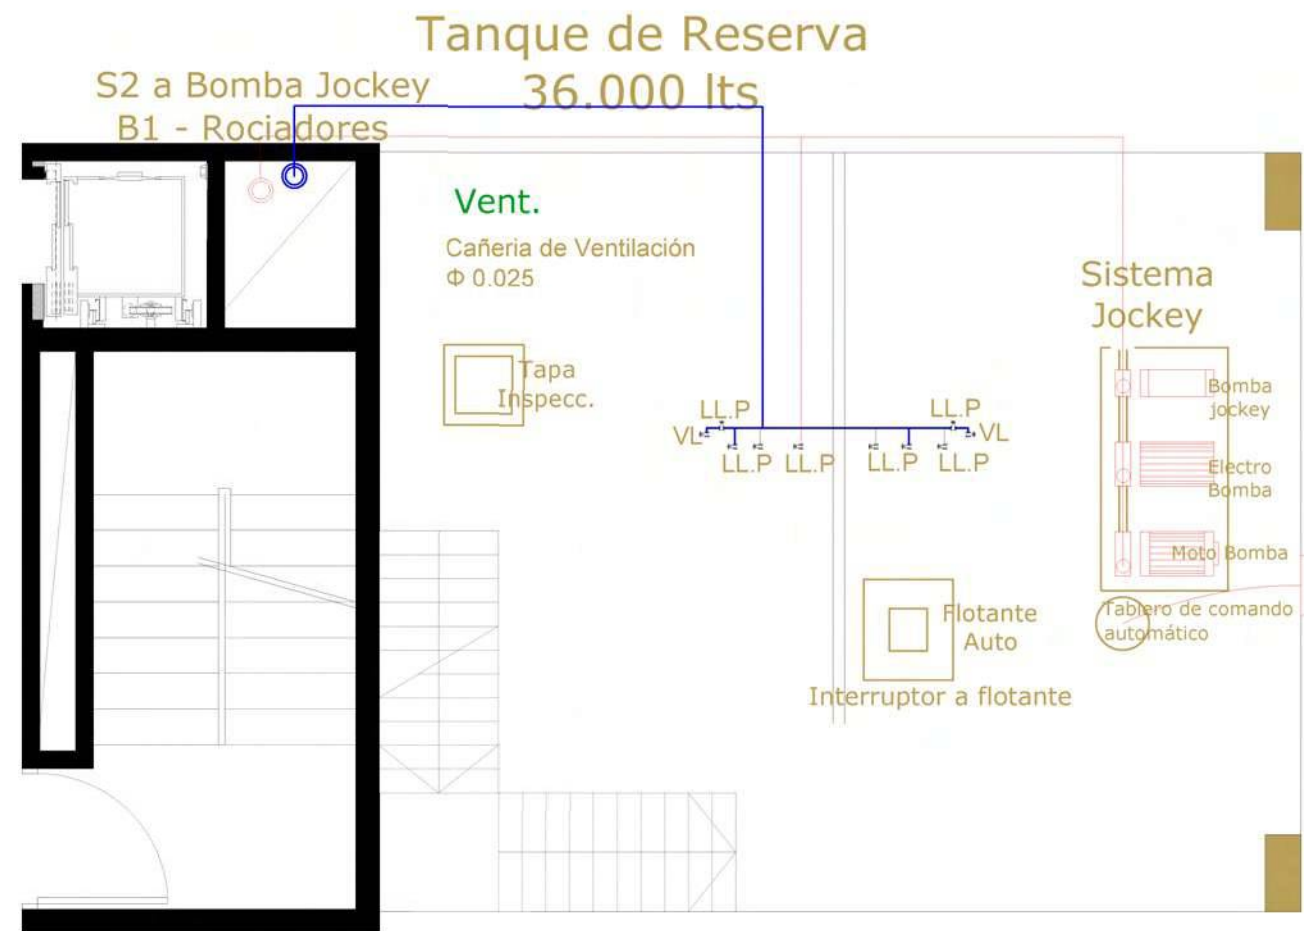 Tanque de Reserva
36.000 lts
S2 a Bomba Jockey
B1 - Rociadores
Vent.
Cañeria de Ventilación
Φ 0.025
Sistema
Jockey
Tapa
Inspecc.
Bomba
jockey
LL.P
LL.P
VL
VL
LL.P
LL.P
LL.P
LL.P
Electro
Bomba
Moto Bomba
Flotante
Auto
Tablero de comando
automático
Interruptor a flotante